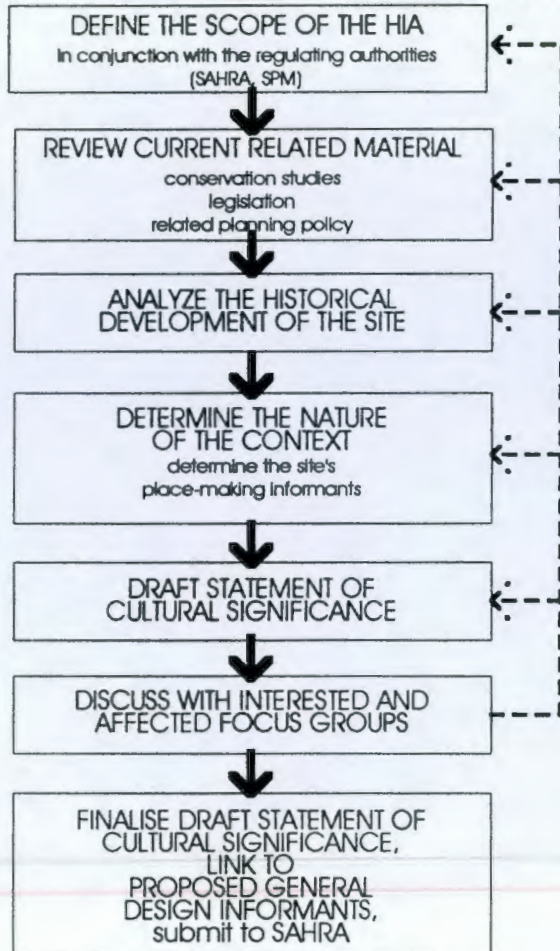 DEFINE THE SCOPE OF THE HIA
in conjunction with the regulating authorities
(SAHRA, SPM)
REVIEW CURRENT RELATED MATERIAL
conservation studies
legislation
related planning policy
ANALYZE THE HISTORICAL
DEVELOPMENT OF THE SITE
DETERMINE THE NATURE
OF THE CONTEXT
determine the site's
place-making informants
DRAFT STATEMENT OF
CULTURAL SIGNIFICANCE
DISCUSS WITH INTERESTED AND
AFFECTED FOCUS GROUPS
FINALISE DRAFT STATEMENT OF
CULTURAL SIGNIFICANCE,
LINK TO
PROPOSED GENERAL
DESIGN INFORMANTS,
submit to SAHRA